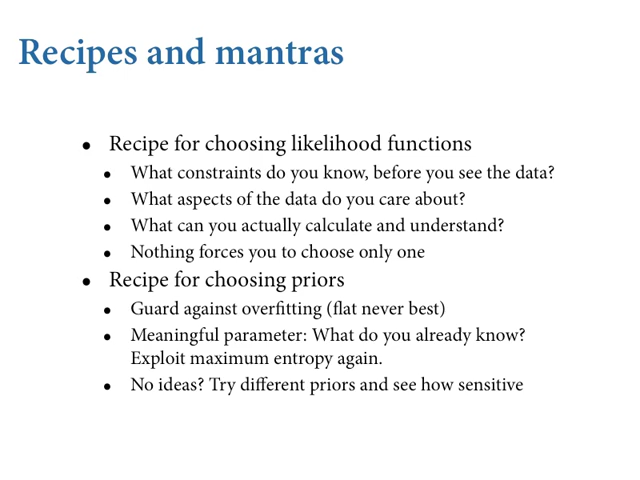 Recipes and mantras
• Recipe for choosing likelihood functions
• What constraints do you know, before you see the data?
• What aspects of the data do you care about?
• What can you actually calculate and understand?
• Nothing forces you to choose only one
• Recipe for choosing priors
• Guard against overfitting (flat never best)
• Meaningful parameter: What do you already know?
Exploit maximum entropy again.
• No ideas? Try different priors and see how sensitive